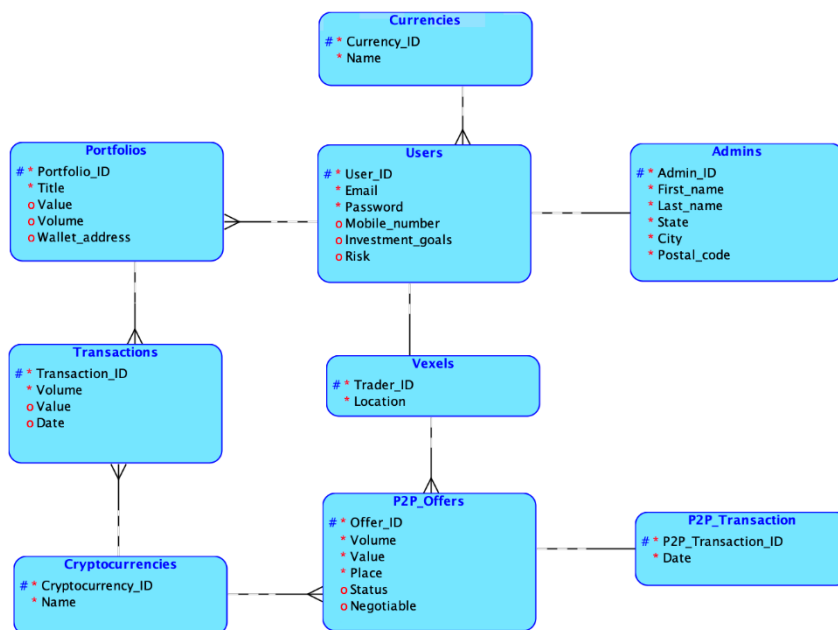 Currencies
# * Currency_ID
* Name
Portfolios
# * Portfolio_ID
* Title
o Value
o Volume
o Wallet_address
Users
# * User_ID
* Email
* Password
o Mobile_number
o Investment_goals
o Risk
Admins
# * Admin_ID
* First_name
* Last_name
* State
* City
* Postal_code
Transactions
# * Transaction_ID
* Volume
o Value
o Date
Vexels
# * Trader_ID
* Location
P2P_Offers
# * Offer_ID
* Volume
* Value
* Place
o Status
o Negotiable
P2P_Transaction
# * P2P_Transaction_ID
* Date
Cryptocurrencies
# * Cryptocurrency_ID
* Name